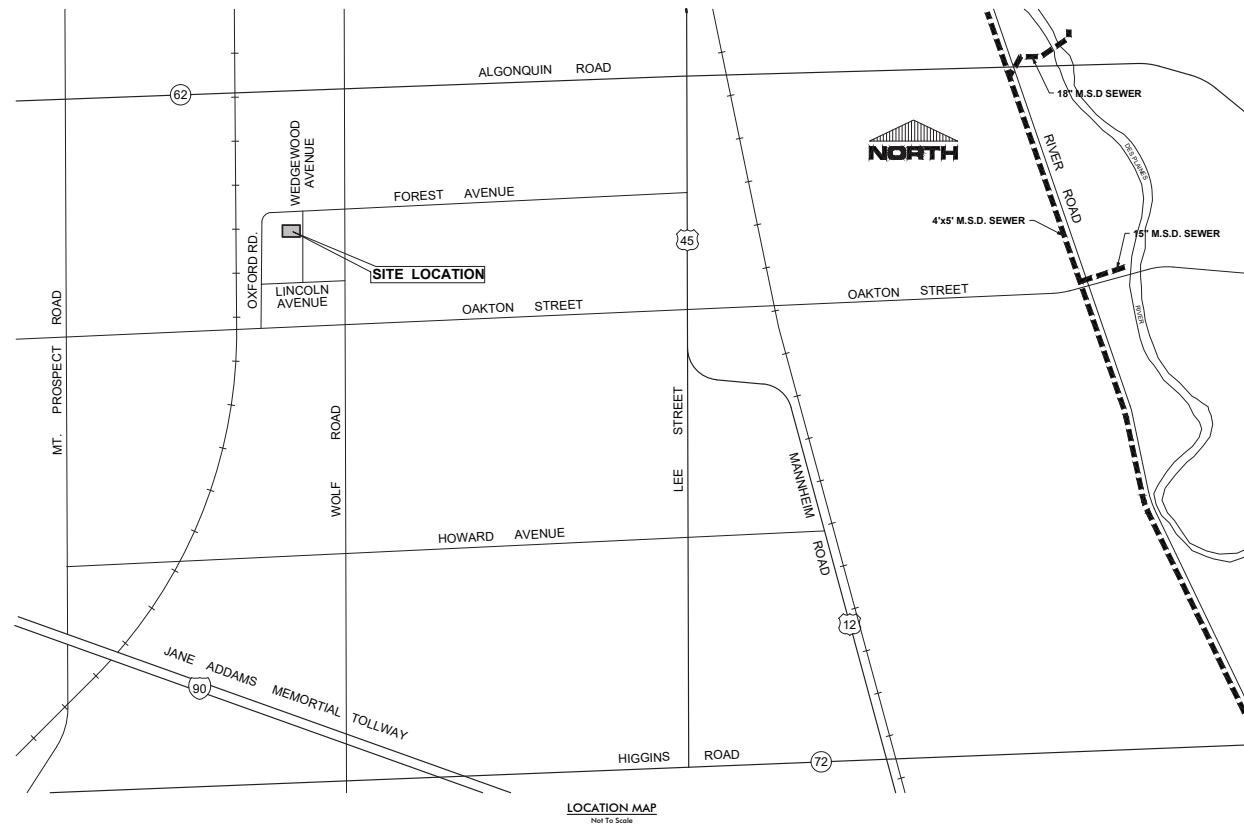 ALGONQUIN ROAD
62
18" M.S.D SEWER
NORTH
WEDGEWOOD
AVENUE
RIVER ROAD
DES PLAINES
FOREST AVENUE
4'x5' M.S.D. SEWER
15" M.S.D. SEWER
45
OXFORD RD.
SITE LOCATION
LINCOLN
AVENUE
OAKTON STREET
OAKTON STREET
RIVER
MT. PROSPECT ROAD
WOLF ROAD
LEE STREET
MANNHEIM ROAD
HOWARD AVENUE
12
JANE ADDAMS MEMORTIAL TOLLWAY
90
HIGGINS ROAD
72
LOCATION MAP
Not To Scale